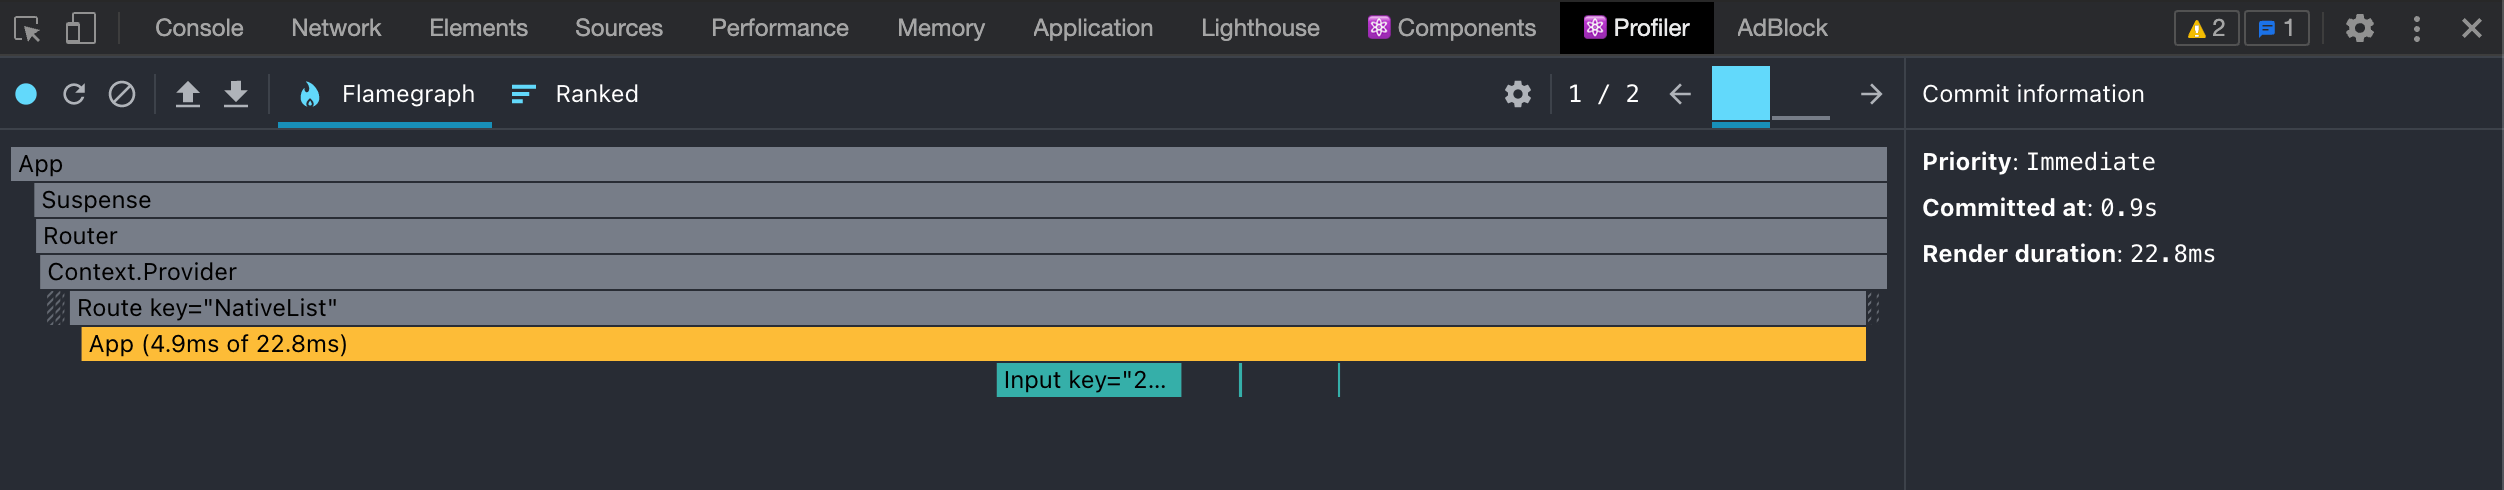 Console Network Elements Sources Performance Memory Application Lighthouse Components Profiler AdBlock 2 1
Flamegraph Ranked 1 / 2 Commit information
App
Suspense
Router
Context.Provider
Route key="NativeList"
App (4.9ms of 22.8ms)
Input key="2...
Priority: Immediate
Committed at: 0.9s
Render duration: 22.8ms